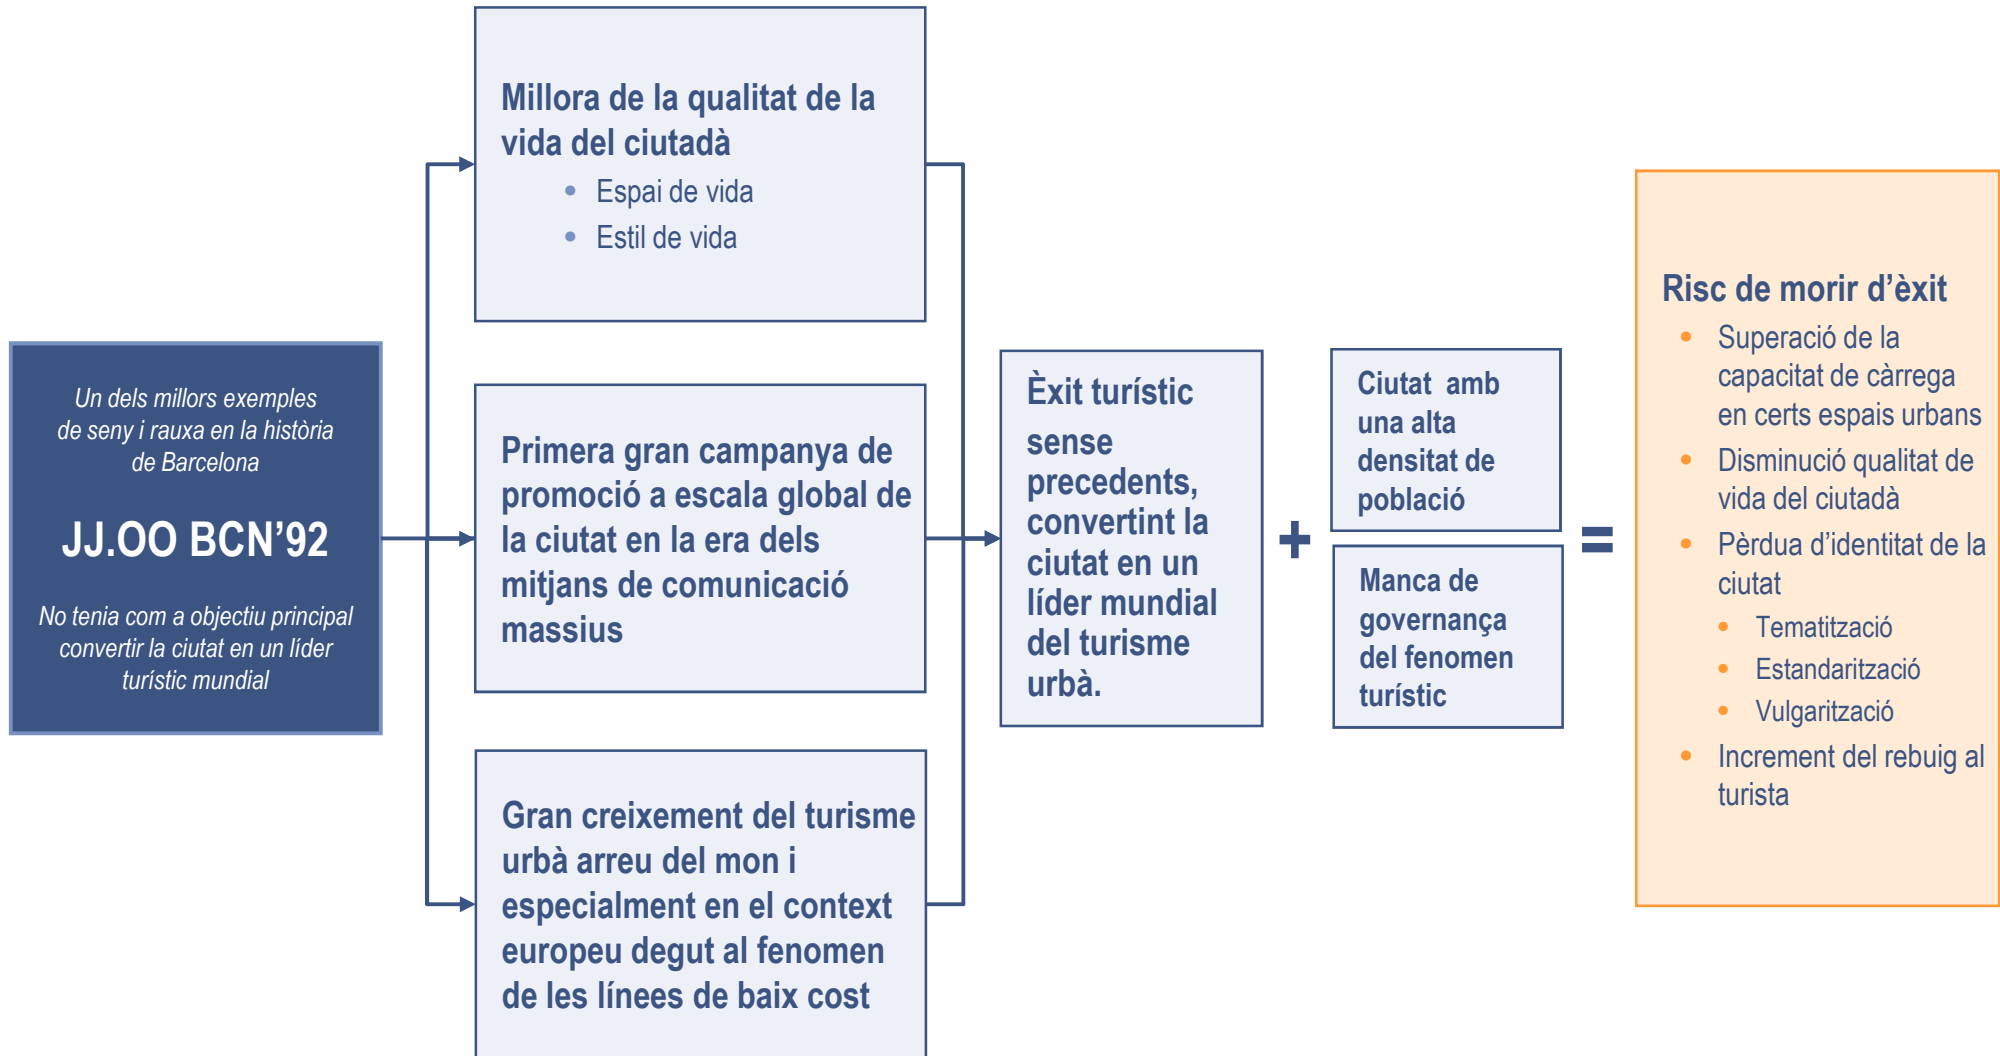 Un dels millors exemples
de seny i rauxa en la història
de Barcelona
JJ.OO BCN’92
No tenia com a objectiu principal
convertir la ciutat en un líder
turístic mundial
Millora de la qualitat de la
vida del ciutadà
• Espai de vida
• Estil de vida
Primera gran campanya de
promoció a escala global de
la ciutat en la era dels
mitjans de comunicació
massius
Gran creixement del turisme
urbà arreu del mon i
especialment en el context
europeu degut al fenomen
de les línees de baix cost
Èxit turístic
sense
precedents,
convertint la
ciutat en un
líder mundial
del turisme
urbà.
+
Ciutat amb
una alta
densitat de
població
Manca de
governança
del fenomen
turístic
=
Risc de morir d’èxit
• Superació de la
capacitat de càrrega
en certs espais urbans
• Disminució qualitat de
vida del ciutadà
• Pèrdua d’identitat de la
ciutat
• Tematització
• Estandarització
• Vulgarització
• Increment del rebuig al
turista